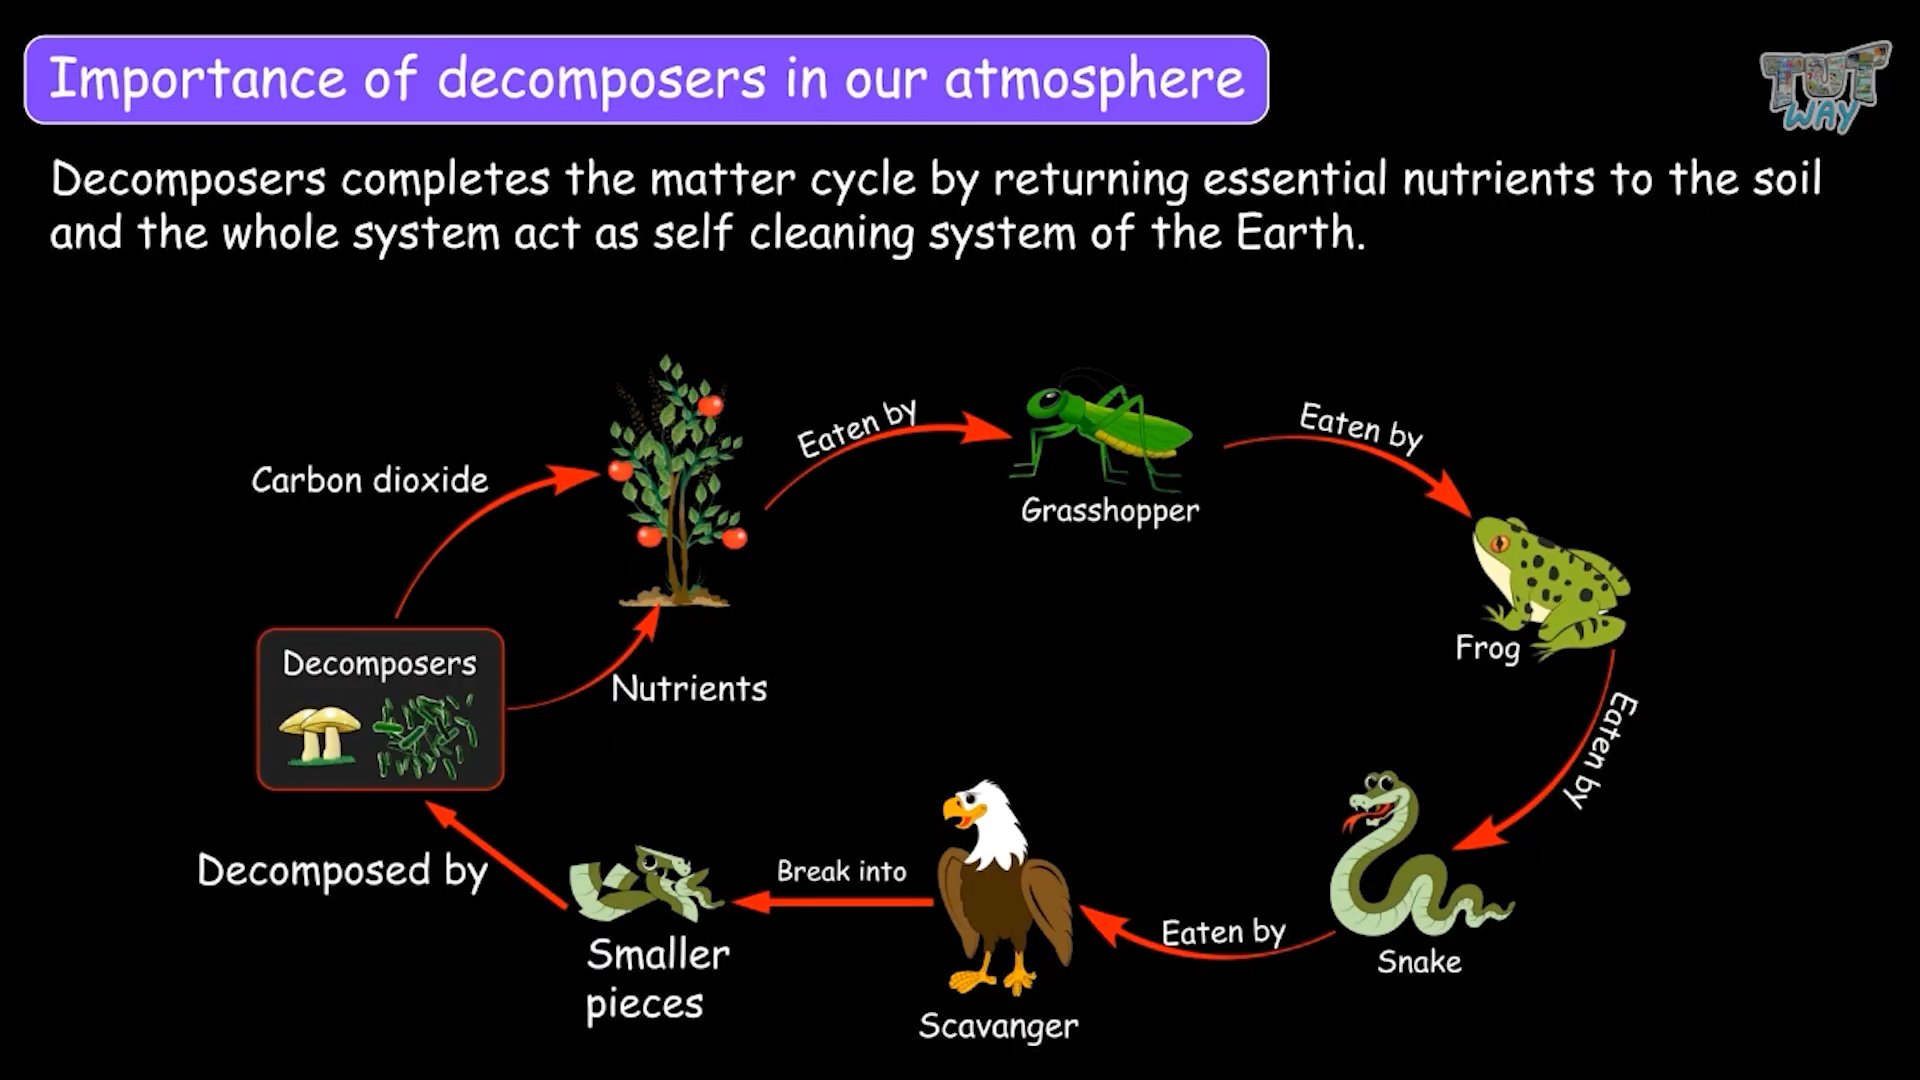 Importance of decomposers in our atmosphere
TUT
WAY
Decomposers completes the matter cycle by returning essential nutrients to the soil
and the whole system act as self cleaning system of the Earth.
Eaten by
Eaten by
Carbon dioxide
Grasshopper
Frog
Decomposers
Nutrients
Eaten by
Break into
Decomposed by
Eaten by
Smaller
pieces
Snake
Scavanger